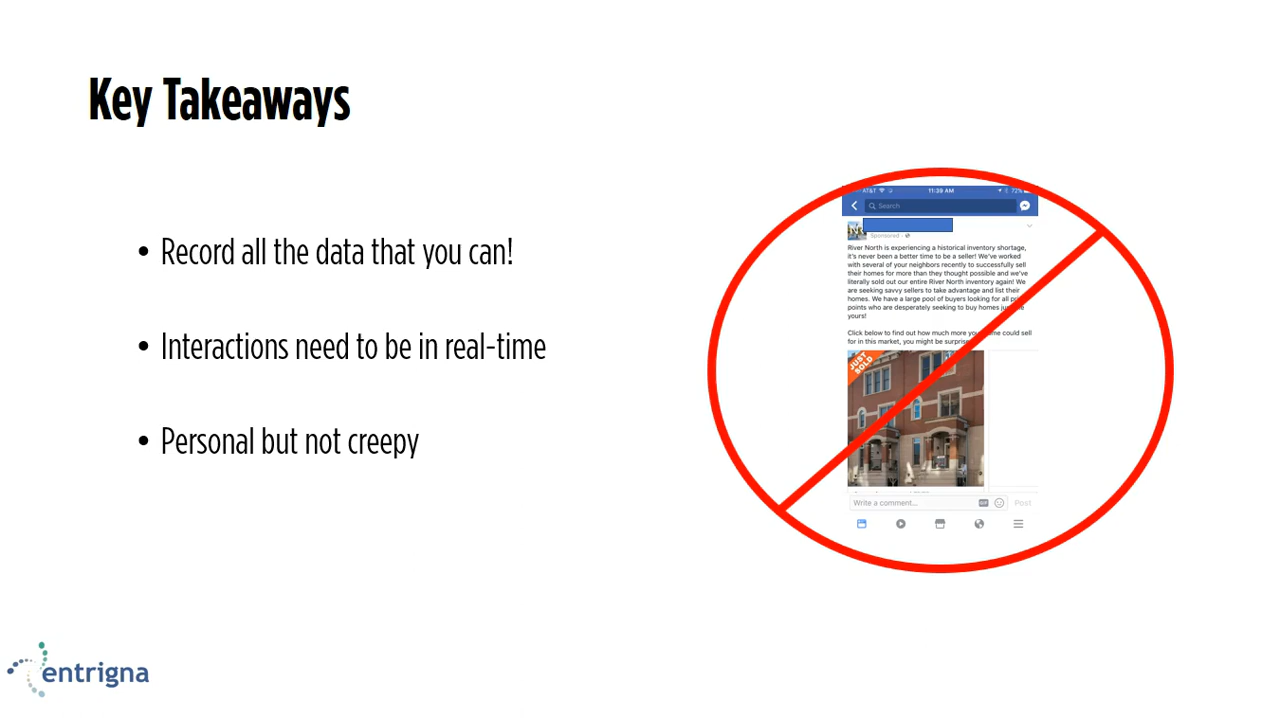 Key Takeaways
• Record all the data that you can!
• Interactions need to be in real-time
• Personal but not creepy
AT&T
11:39 AM
72%
Search
Sponsored
River North is experiencing a historical inventory shortage,
it's never been a better time to be a seller! We've worked
with several of your neighbors recently to successfully sell
their homes for more than they thought possible and we've
literally sold out our entire River North inventory again! We
are seeking savvy sellers to take advantage and list their
homes. We have a large pool of buyers looking for all
points who are desperately seeking to buy homes
yours!
Click below to find out how much more could sell
for in this market, you might be
JUST
SOLD
Write a comment...
GIF
Post
entrigna